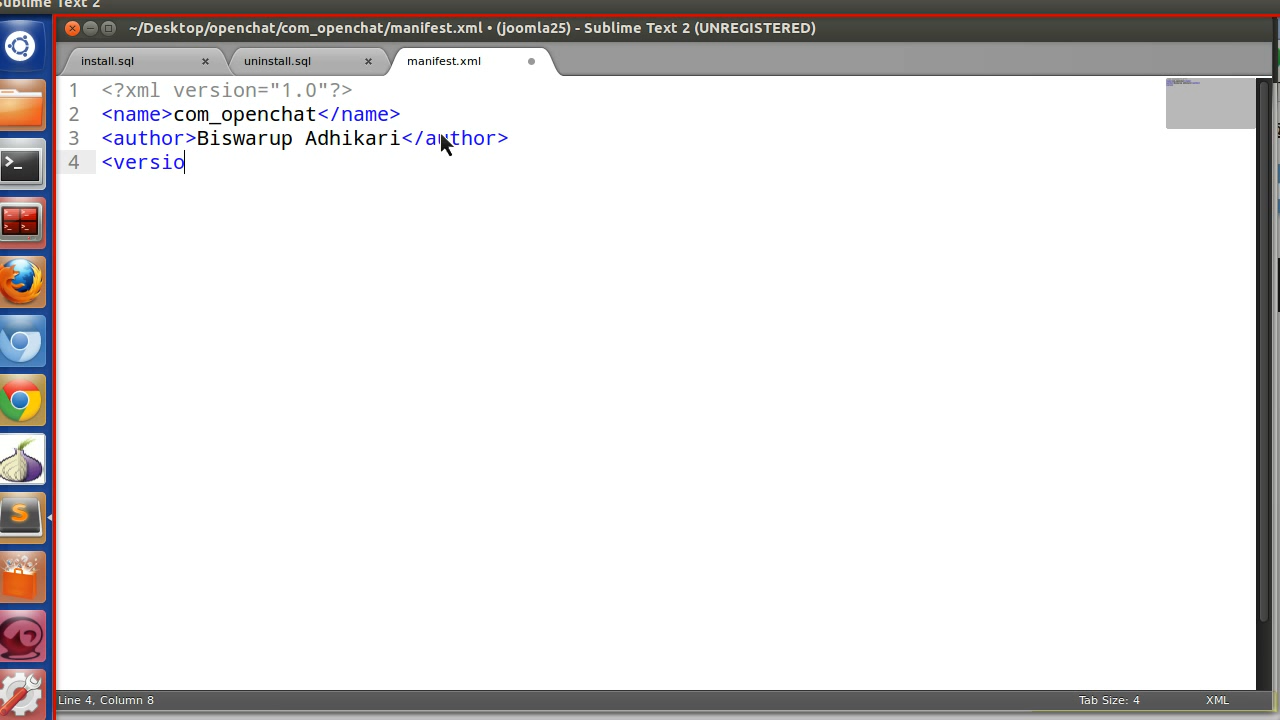 Sublime Text 2
~/Desktop/openchat/com_openchat/manifest.xml • (joomla25) - Sublime Text 2 (UNREGISTERED)
install.sql × uninstall.sql × manifest.xml
1 <?xml version="1.0"?>
2 <name>com_openchat</name>
3 <author>Biswarup Adhikari</author>
4 <versio
Line 4, Column 8 Tab Size: 4 XML